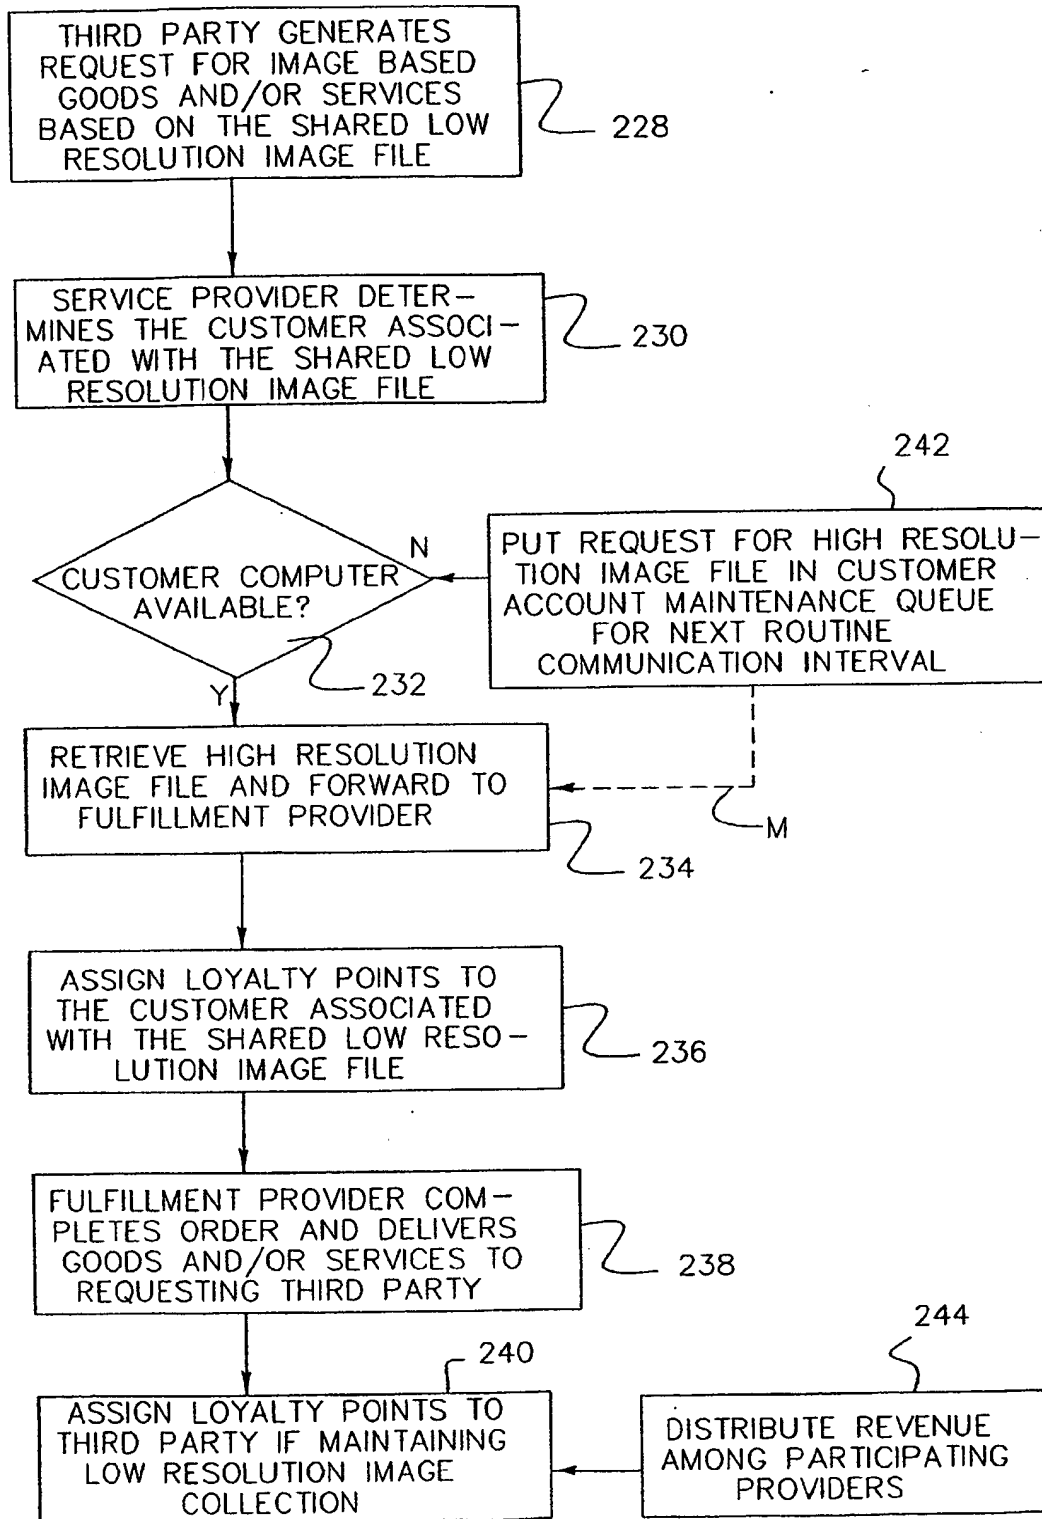 THIRD PARTY GENERATES
REQUEST FOR IMAGE BASED
GOODS AND/OR SERVICES
BASED ON THE SHARED LOW
RESOLUTION IMAGE FILE
228
SERVICE PROVIDER DETER-
MINES THE CUSTOMER ASSOCI-
ATED WITH THE SHARED LOW
RESOLUTION IMAGE FILE
230
CUSTOMER COMPUTER
AVAILABLE?
N
Y
232
242
PUT REQUEST FOR HIGH RESOLU-
TION IMAGE FILE IN CUSTOMER
ACCOUNT MAINTENANCE QUEUE
FOR NEXT ROUTINE
COMMUNICATION INTERVAL
RETRIEVE HIGH RESOLUTION
IMAGE FILE AND FORWARD TO
FULFILLMENT PROVIDER
M
234
ASSIGN LOYALTY POINTS TO
THE CUSTOMER ASSOCIATED
WITH THE SHARED LOW RESO-
LUTION IMAGE FILE
236
FULFILLMENT PROVIDER COM-
PLETES ORDER AND DELIVERS
GOODS AND/OR SERVICES TO
REQUESTING THIRD PARTY
238
240
ASSIGN LOYALTY POINTS TO
THIRD PARTY IF MAINTAINING
LOW RESOLUTION IMAGE
COLLECTION
244
DISTRIBUTE REVENUE
AMONG PARTICIPATING
PROVIDERS